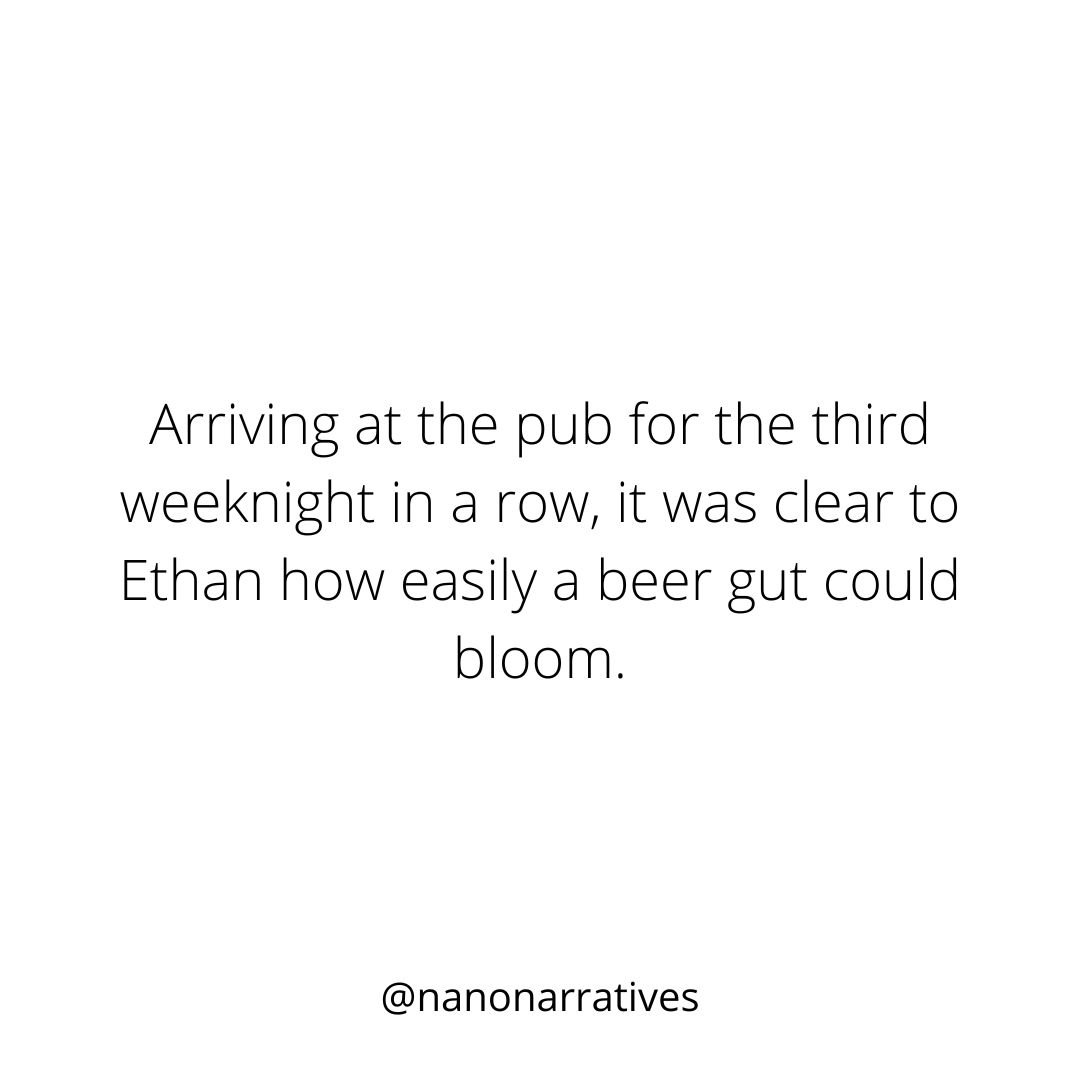 Arriving at the pub for the third
weeknight in a row, it was clear to
Ethan how easily a beer gut could
bloom.
@nanonarratives